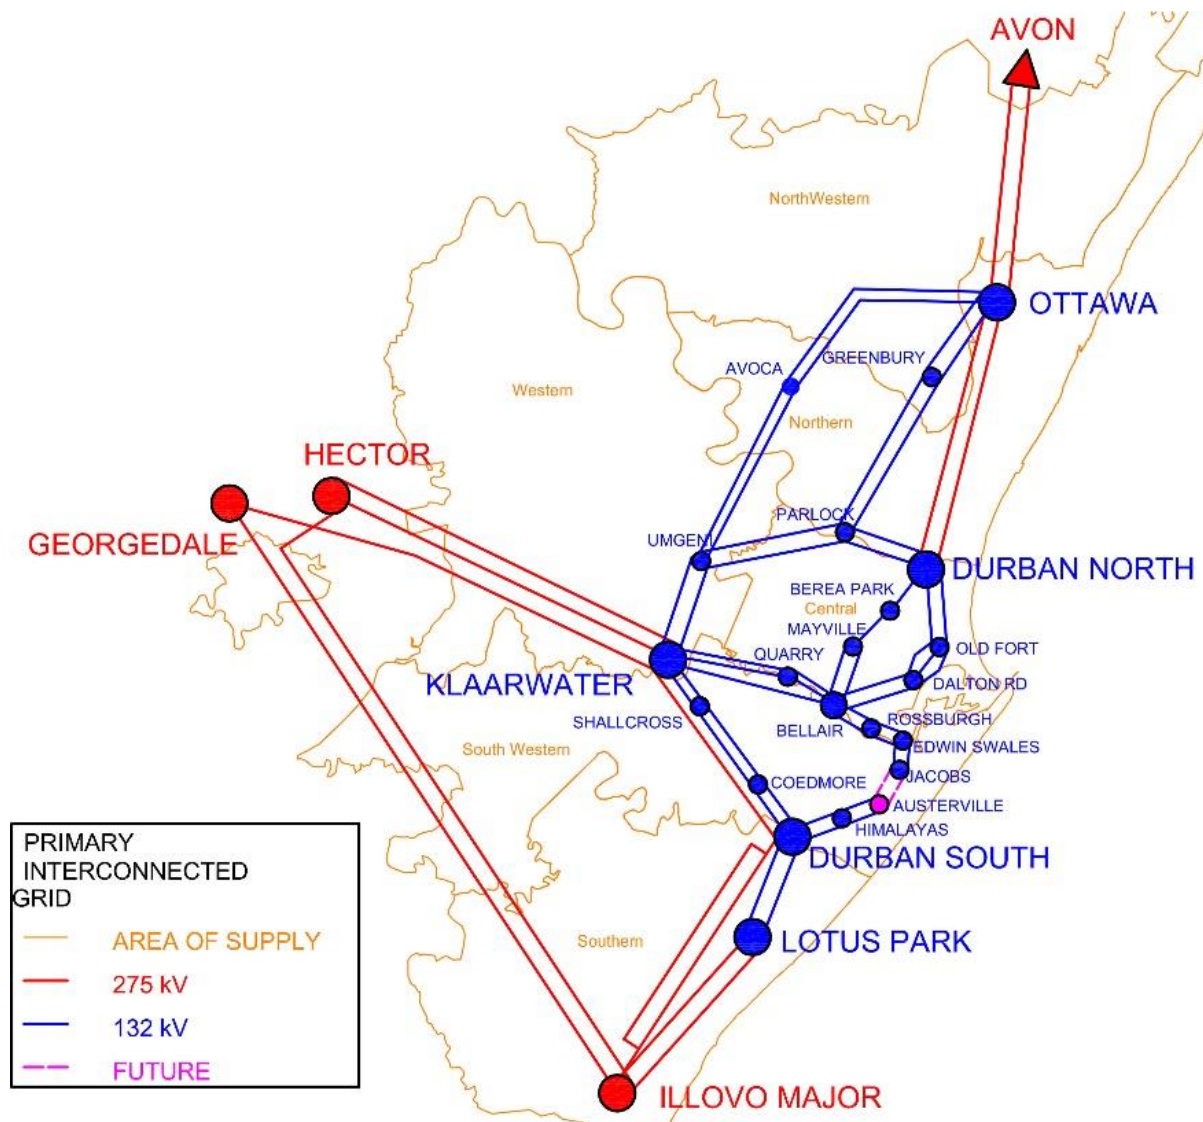 AVON
NorthWestern
OTTAWA
GREENBURY
AVOCA
Western
Northern
HECTOR
PARLOCK
GEORGEDALE
UMGENI
DURBAN NORTH
BEREA PARK
Central
MAYVILLE
OLD FORT
QUARRY
DALTON RD
KLAARWATER
SHALLCROSS
ROSSBURGH
BELLAIR
South Western
EDWIN SWALES
JACOBS
COEDMORE
AUSTERVILLE
HIMALAYAS
DURBAN SOUTH
PRIMARY
INTERCONNECTED
GRID
AREA OF SUPPLY
275 kV
132 kV
FUTURE
Southern
LOTUS PARK
ILLOVO MAJOR